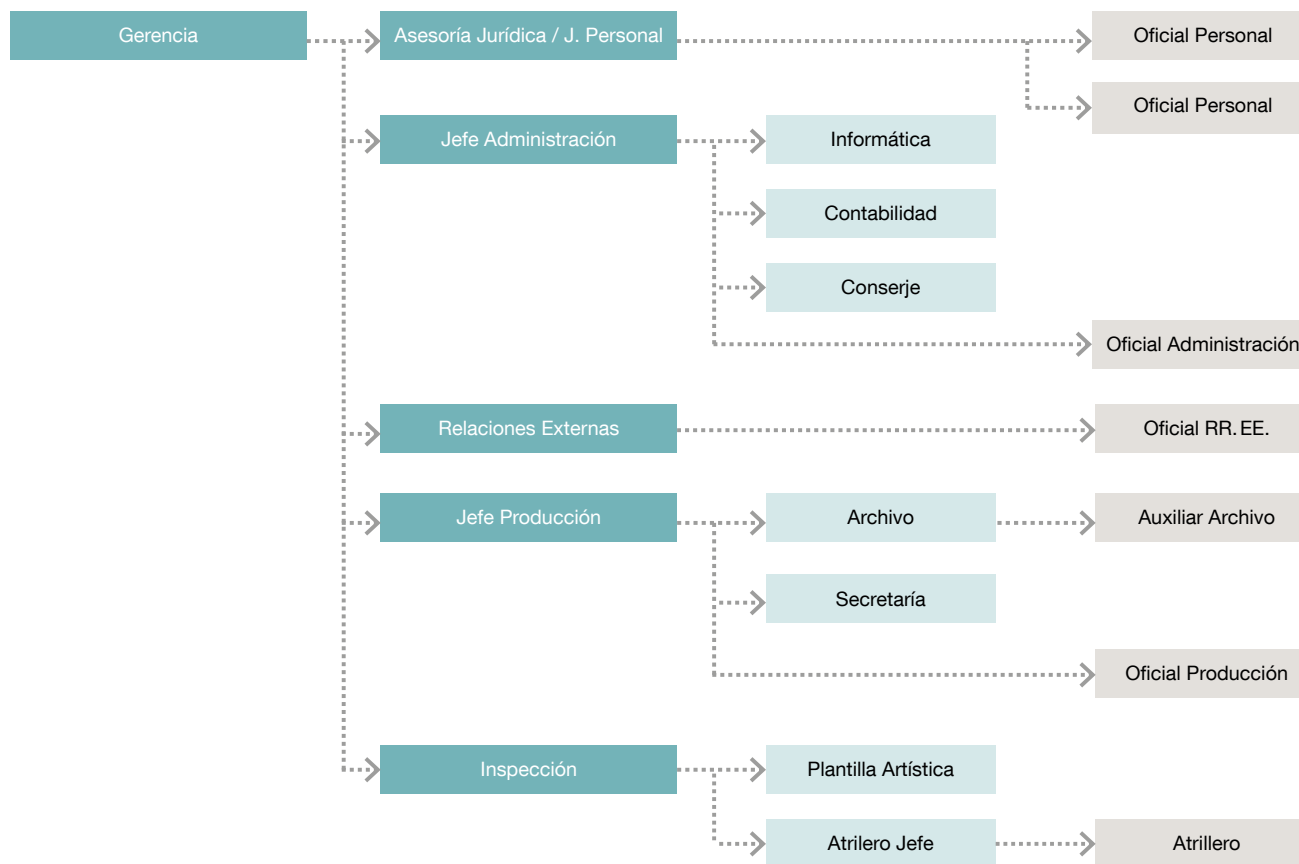 Gerencia
Asesoría Jurídica / J. Personal
Oficial Personal
Oficial Personal
Jefe Administración
Informática
Contabilidad
Conserje
Oficial Administración
Relaciones Externas
Oficial RR. EE.
Jefe Producción
Archivo
Auxiliar Archivo
Secretaría
Oficial Producción
Inspección
Plantilla Artística
Atrilero Jefe
Atrillero